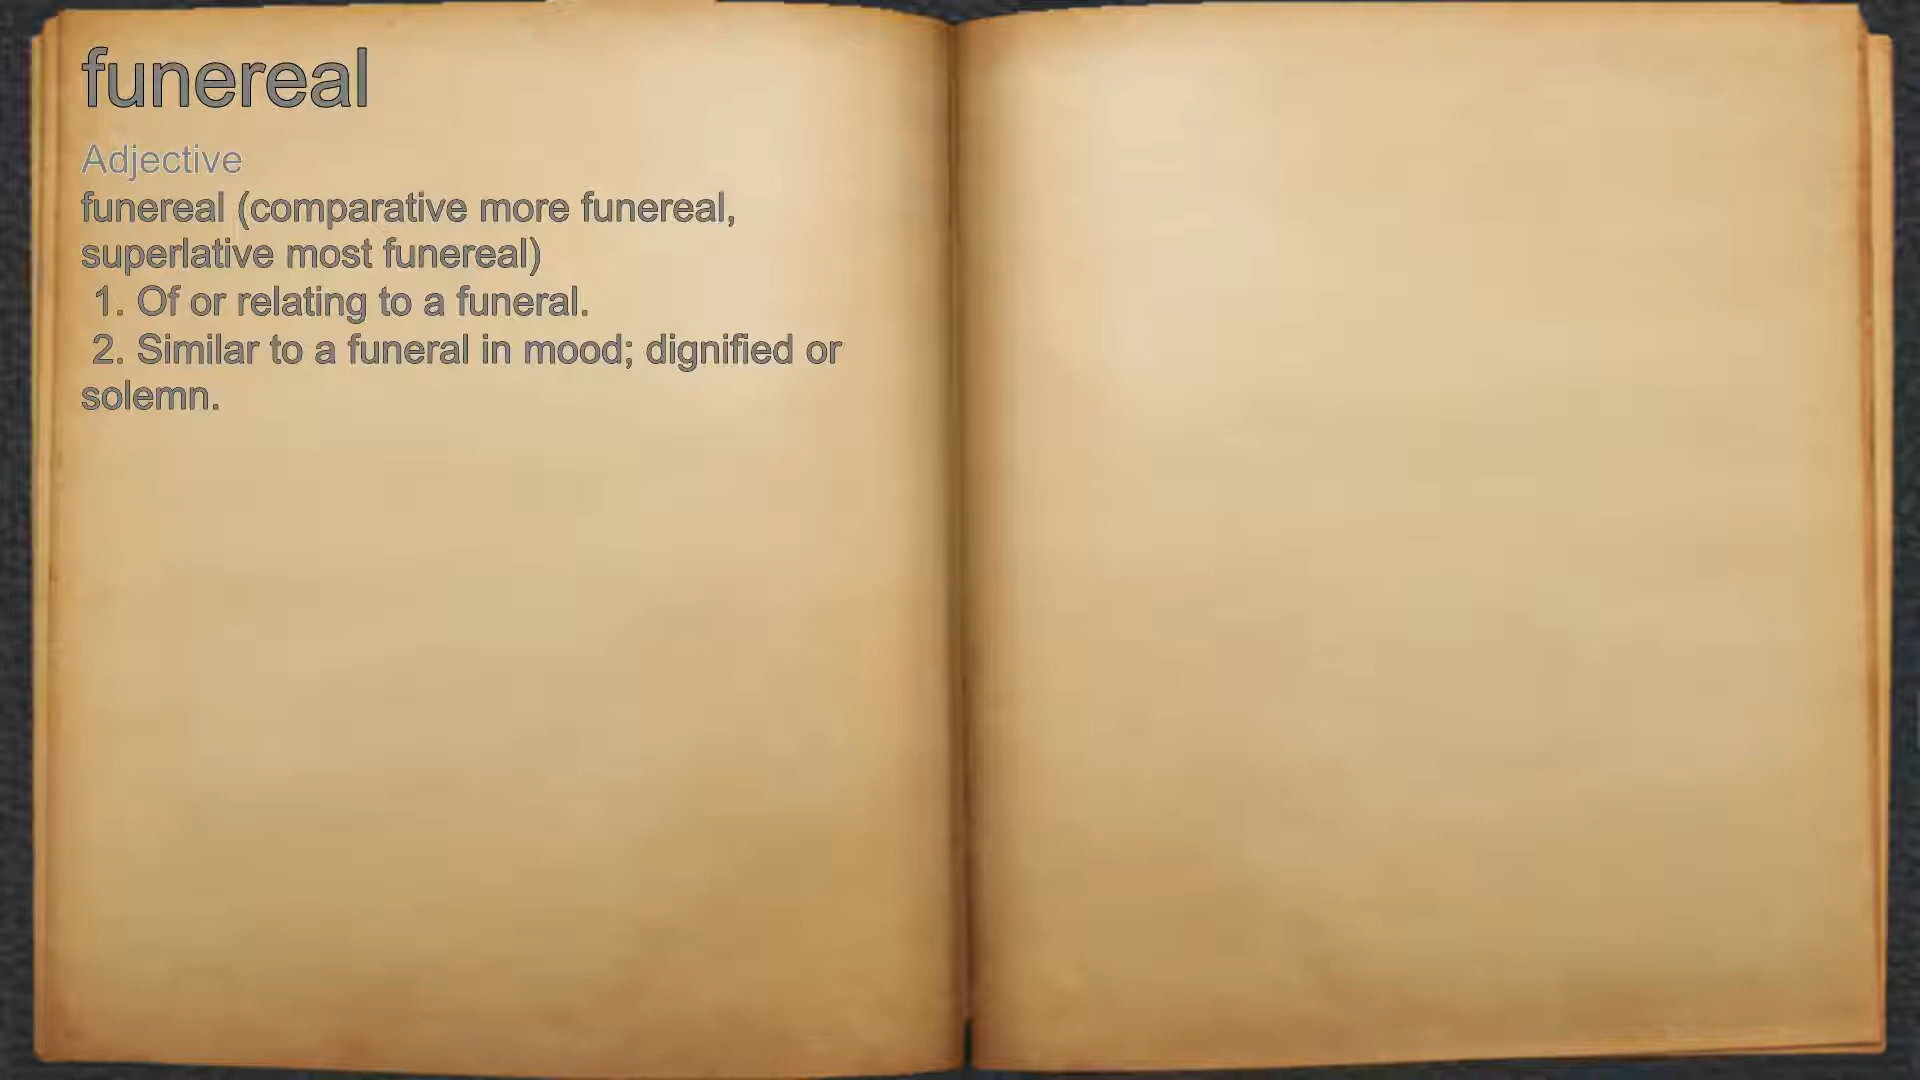 funereal
Adjective
funereal (comparative more funereal,
superlative most funereal)
1. Of or relating to a funeral.
2. Similar to a funeral in mood; dignified or
solemn.